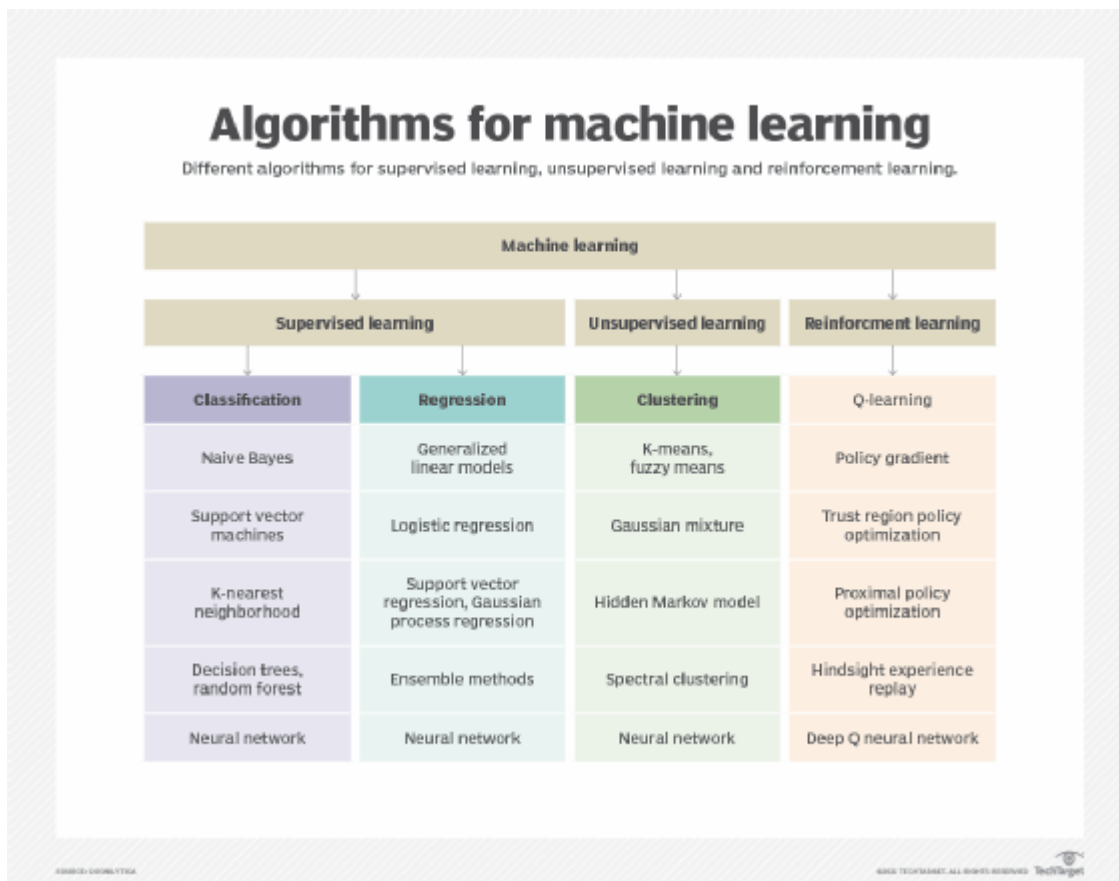 Algorithms for machine learning
Different algorithms for supervised learning, unsupervised learning and reinforcement learning.
Machine learning
Supervised learning
Unsupervised learning
Reinforcment learning
Classification
Regression
Clustering
Q-learning
Naive Bayes
Generalized
linear models
K-means,
fuzzy means
Policy gradient
Support vector
machines
Logistic regression
Gaussian mixture
Trust region policy
optimization
K-nearest
neighborhood
Support vector
regression, Gaussian
process regression
Hidden Markov model
Proximal policy
optimization
Decision trees,
random forest
Ensemble methods
Spectral clustering
Hindsight experience
replay
Neural network
Neural network
Neural network
Deep Q neural network
TECHTARGET. ALL RIGHTS RESERVED
TechTarget